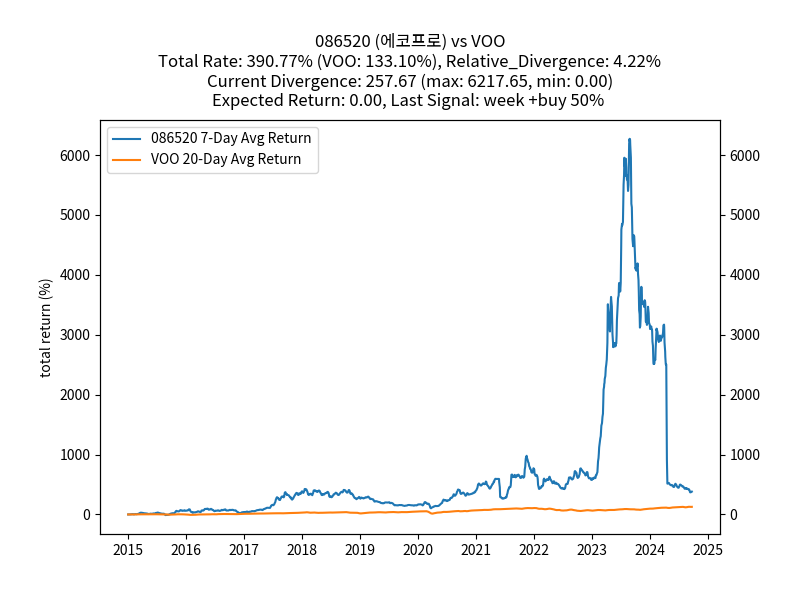 086520 (에코프로) vs VOO
Total Rate: 390.77% (VOO: 133.10%), Relative_Divergence: 4.22%
Current Divergence: 257.67 (max: 6217.65, min: 0.00)
Expected Return: 0.00, Last Signal: week +buy 50%
086520 7-Day Avg Return
VOO 20-Day Avg Return
total return (%)
6000 6000
5000 5000
4000 4000
3000 3000
2000 2000
1000 1000
0 0
2015 2016 2017 2018 2019 2020 2021 2022 2023 2024 2025